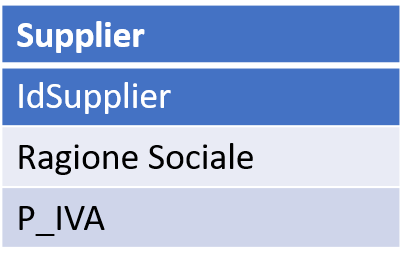 Supplier
IdSupplier
Ragione Sociale
P_IVA